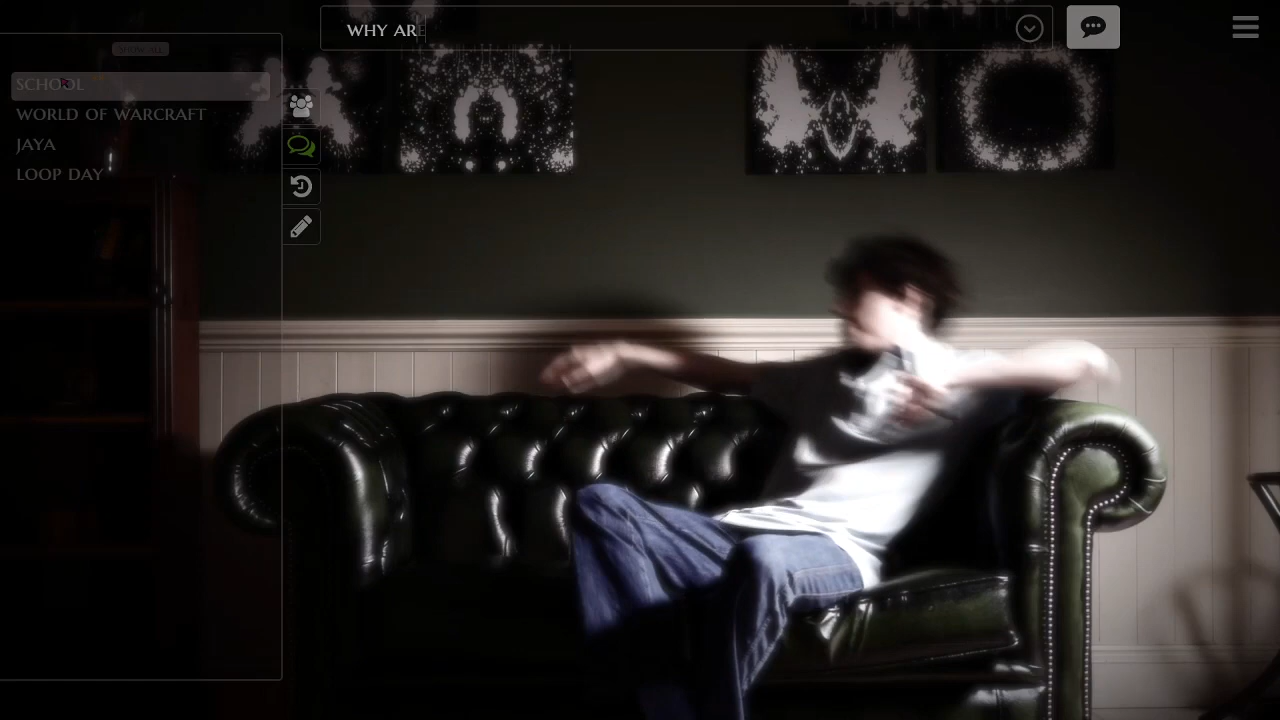 WHY ARE
SCHOOL
WORLD OF WARCRAFT
JAYA
LOOP DAY